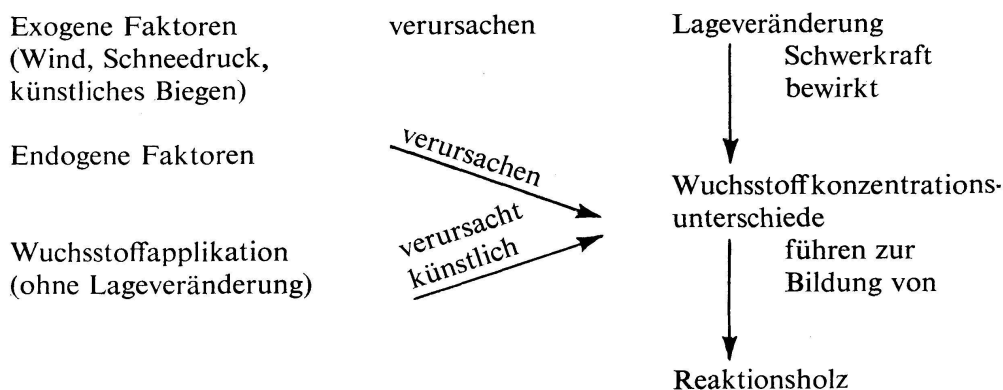 Exogene Faktoren verursachen Lageveränderung
(Wind, Schneedruck, Schwerkraft
künstliches Biegen) bewirkt
Endogene Faktoren verursachen
Wuchsstoffkonzentrations-
unterschiede
Wuchsstoffapplikation verursacht
(ohne Lageveränderung) künstlich
führen zur
Bildung von
Reaktionsholz